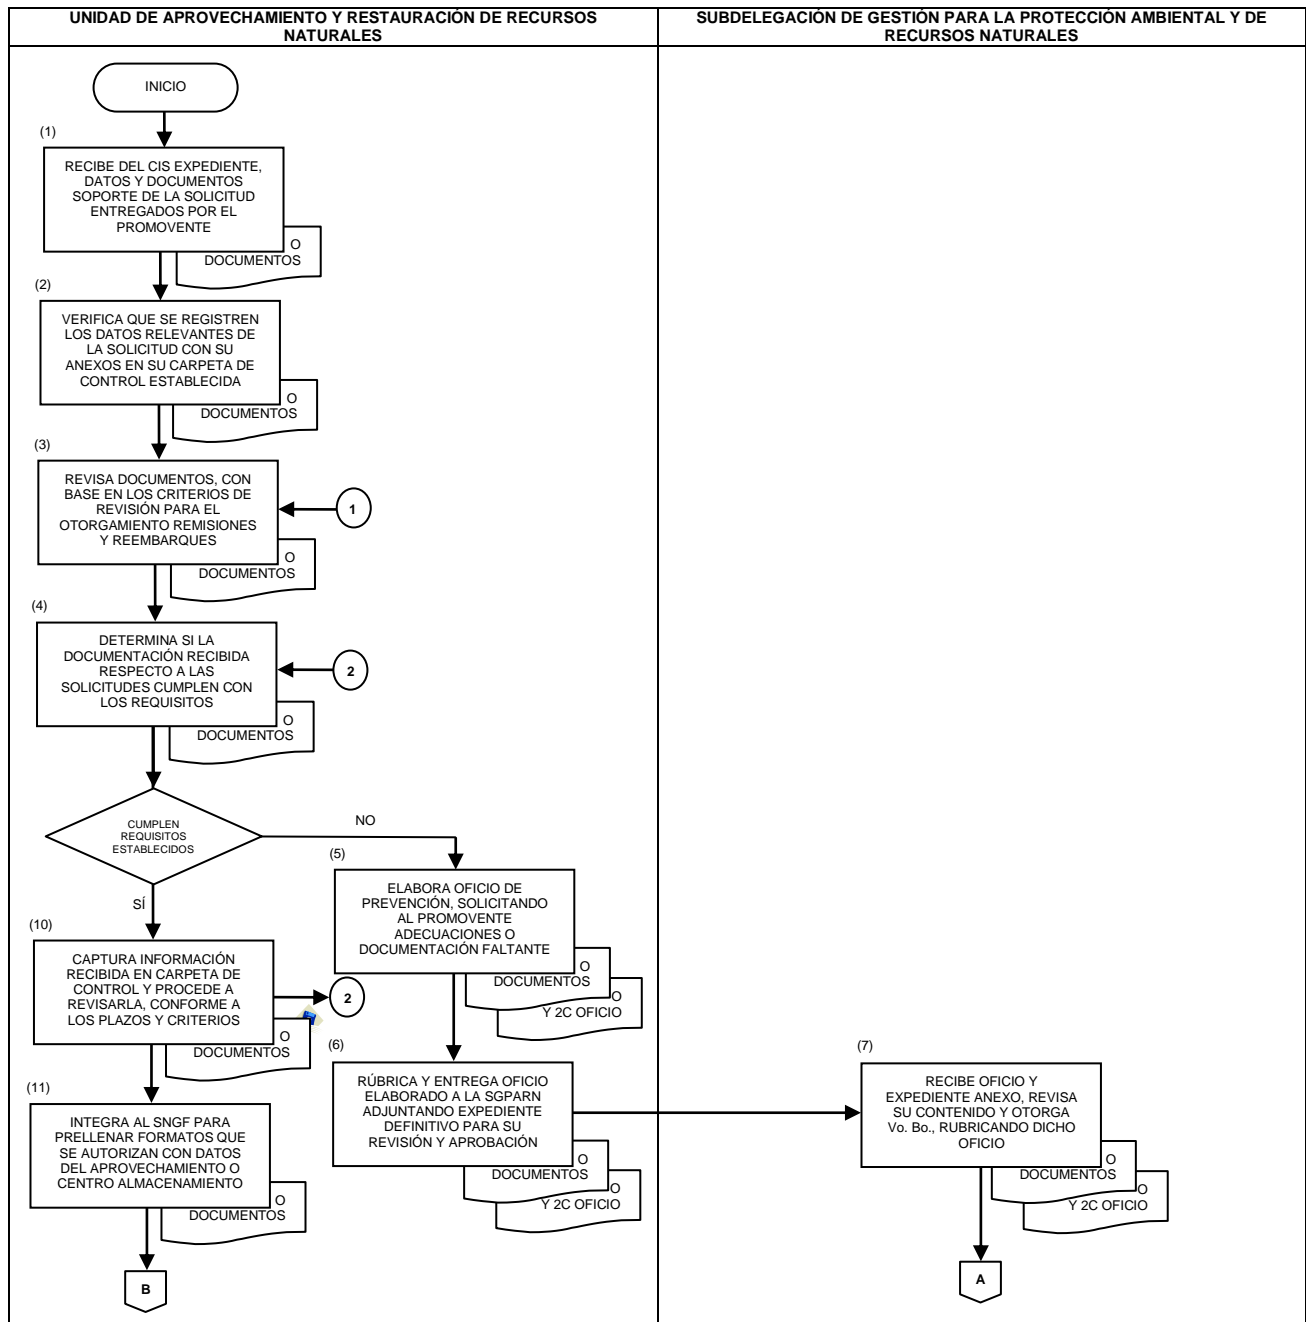 UNIDAD DE APROVECHAMIENTO Y RESTAURACIÓN DE RECURSOS
NATURALES
SUBDELEGACIÓN DE GESTIÓN PARA LA PROTECCIÓN AMBIENTAL Y DE
RECURSOS NATURALES
INICIO
(1)
RECIBE DEL CIS EXPEDIENTE,
DATOS Y DOCUMENTOS
SOPORTE DE LA SOLICITUD
ENTREGADOS POR EL
PROMOVENTE
O
DOCUMENTOS
(2)
VERIFICA QUE SE REGISTREN
LOS DATOS RELEVANTES DE
LA SOLICITUD CON SU
ANEXOS EN SU CARPETA DE
CONTROL ESTABLECIDA
O
DOCUMENTOS
(3)
REVISA DOCUMENTOS, CON
BASE EN LOS CRITERIOS DE
REVISIÓN PARA EL
OTORGAMIENTO REMISIONES
Y REEMBARQUES
1
O
DOCUMENTOS
(4)
DETERMINA SI LA
DOCUMENTACIÓN RECIBIDA
RESPECTO A LAS
SOLICITUDES CUMPLEN CON
LOS REQUISITOS
2
O
DOCUMENTOS
CUMPLEN
REQUISITOS
ESTABLECIDOS
NO
SÍ
(5)
ELABORA OFICIO DE
PREVENCIÓN, SOLICITANDO
AL PROMOVENTE
ADECUACIONES O
DOCUMENTACIÓN FALTANTE
O
DOCUMENTOS
O
Y 2C OFICIO
(10)
CAPTURA INFORMACIÓN
RECIBIDA EN CARPETA DE
CONTROL Y PROCEDE A
REVISARLA, CONFORME A
LOS PLAZOS Y CRITERIOS
2
O
DOCUMENTOS
(6)
RÚBRICA Y ENTREGA OFICIO
ELABORADO A LA SGPARN
ADJUNTANDO EXPEDIENTE
DEFINITIVO PARA SU
REVISIÓN Y APROBACIÓN
O
DOCUMENTOS
O
Y 2C OFICIO
(7)
RECIBE OFICIO Y
EXPEDIENTE ANEXO, REVISA
SU CONTENIDO Y OTORGA
Vo. Bo., RUBRICANDO DICHO
OFICIO
O
DOCUMENTOS
O
Y 2C OFICIO
(11)
INTEGRA AL SNGF PARA
PRELLENAR FORMATOS QUE
SE AUTORIZAN CON DATOS
DEL APROVECHAMIENTO O
CENTRO ALMACENAMIENTO
O
DOCUMENTOS
B
A